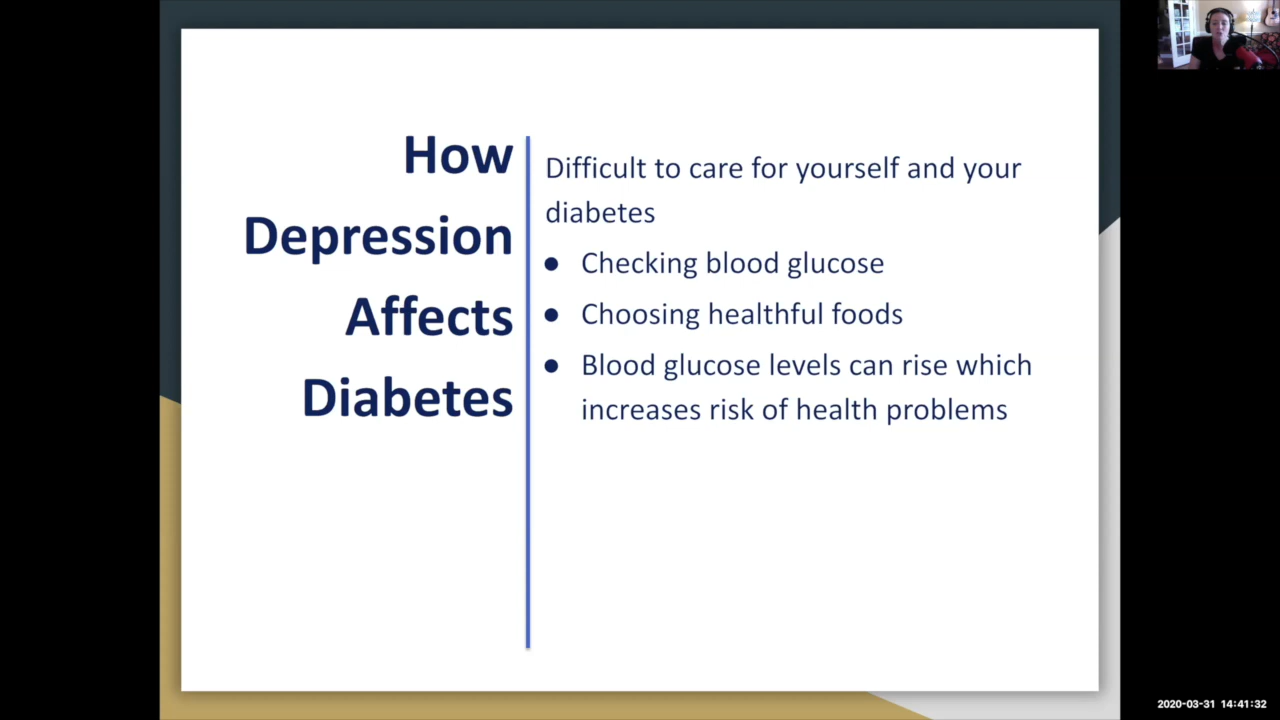 How
Depression
Affects
Diabetes
Difficult to care for yourself and your
diabetes
● Checking blood glucose
● Choosing healthful foods
● Blood glucose levels can rise which
increases risk of health problems
2020-03-31 14:41:32